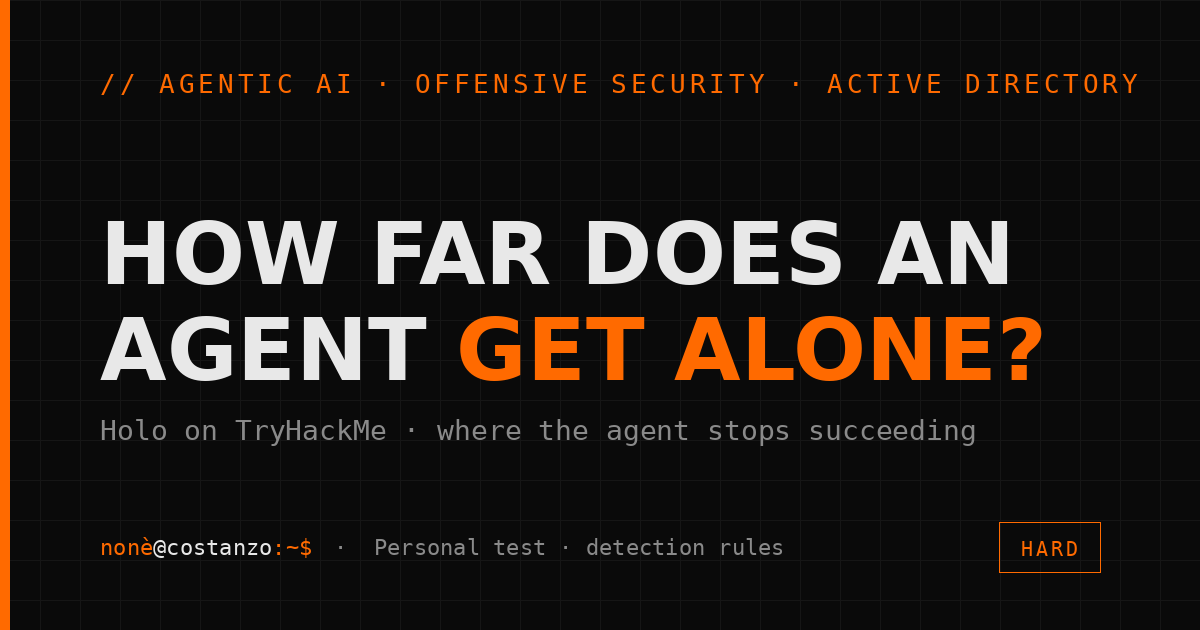 // AGENTIC AI · OFFENSIVE SECURITY · ACTIVE DIRECTORY
HOW FAR DOES AN
AGENT GET ALONE?
Holo on TryHackMe · where the agent stops succeeding
nonè@costanzo:~$ · Personal test · detection rules
HARD